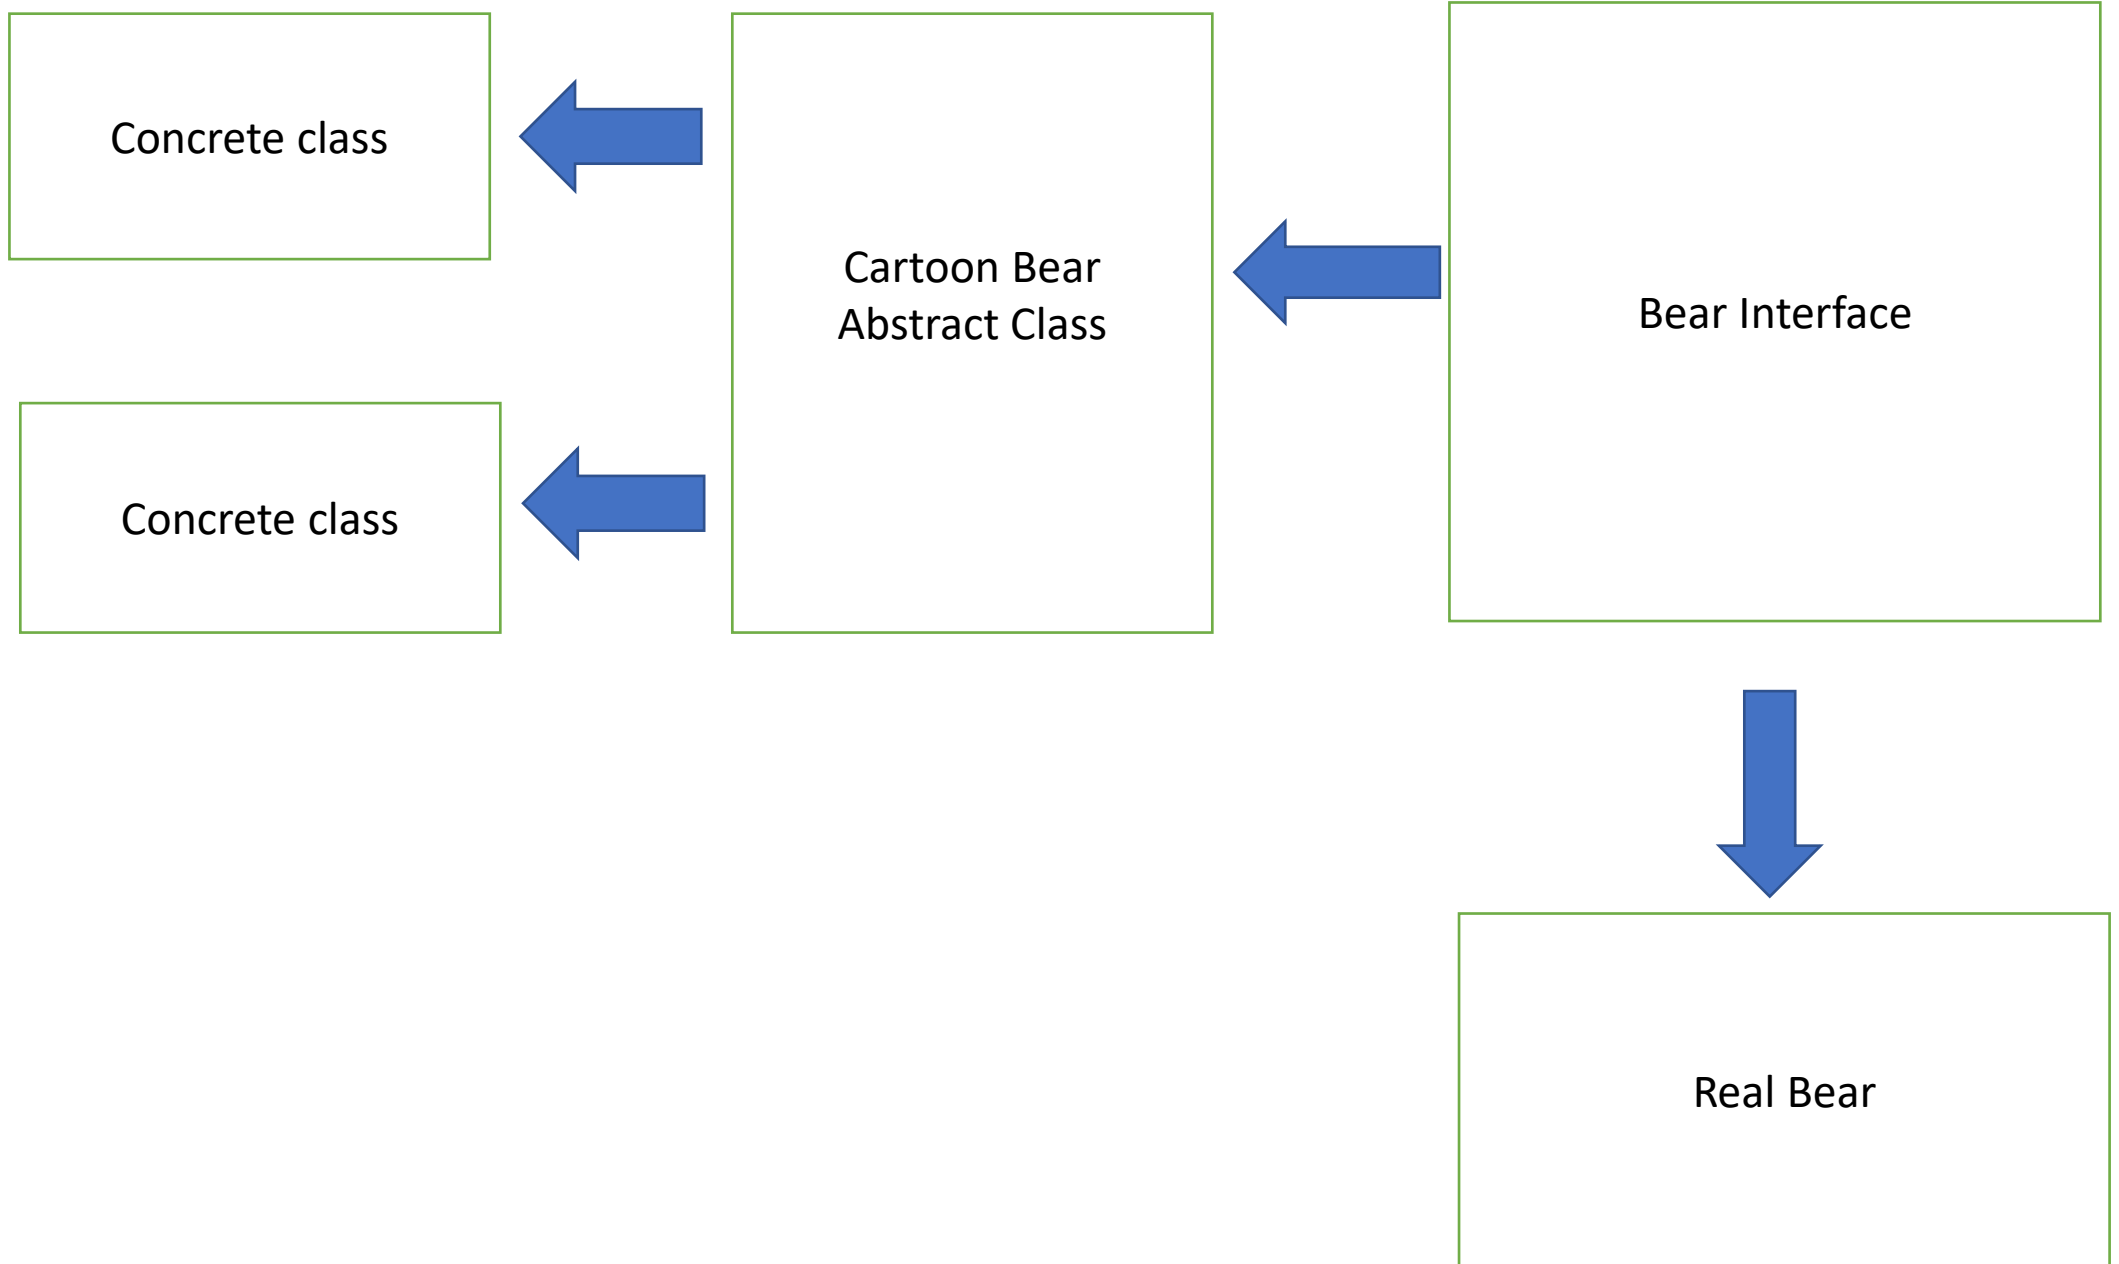 Concrete class
Cartoon Bear
Abstract Class
Bear Interface
Concrete class
Real Bear